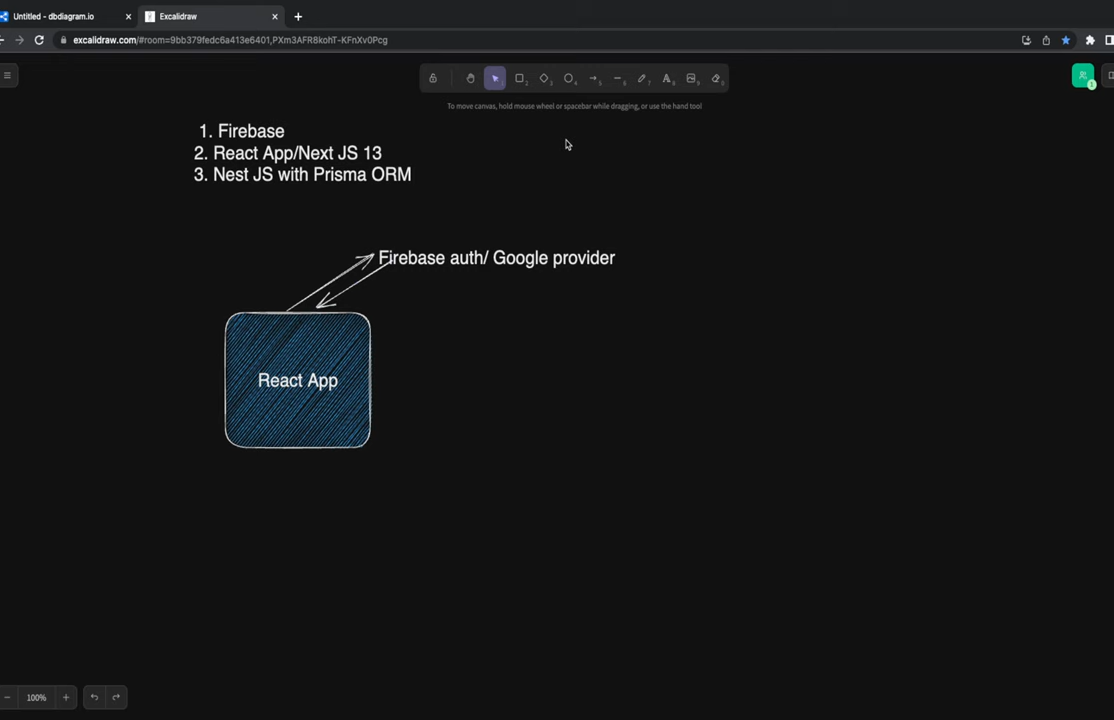 Untitled - dbdiagram.io
Excalidraw
excalidraw.com/#room=9bb379fedc6a413e6401,PXm3AFR8kohT-KFnXv0Pcg
To move canvas, hold mouse wheel or spacebar while dragging, or use the hand tool
1. Firebase
2. React App/Next JS 13
3. Nest JS with Prisma ORM
Firebase auth/ Google provider
React App
100%